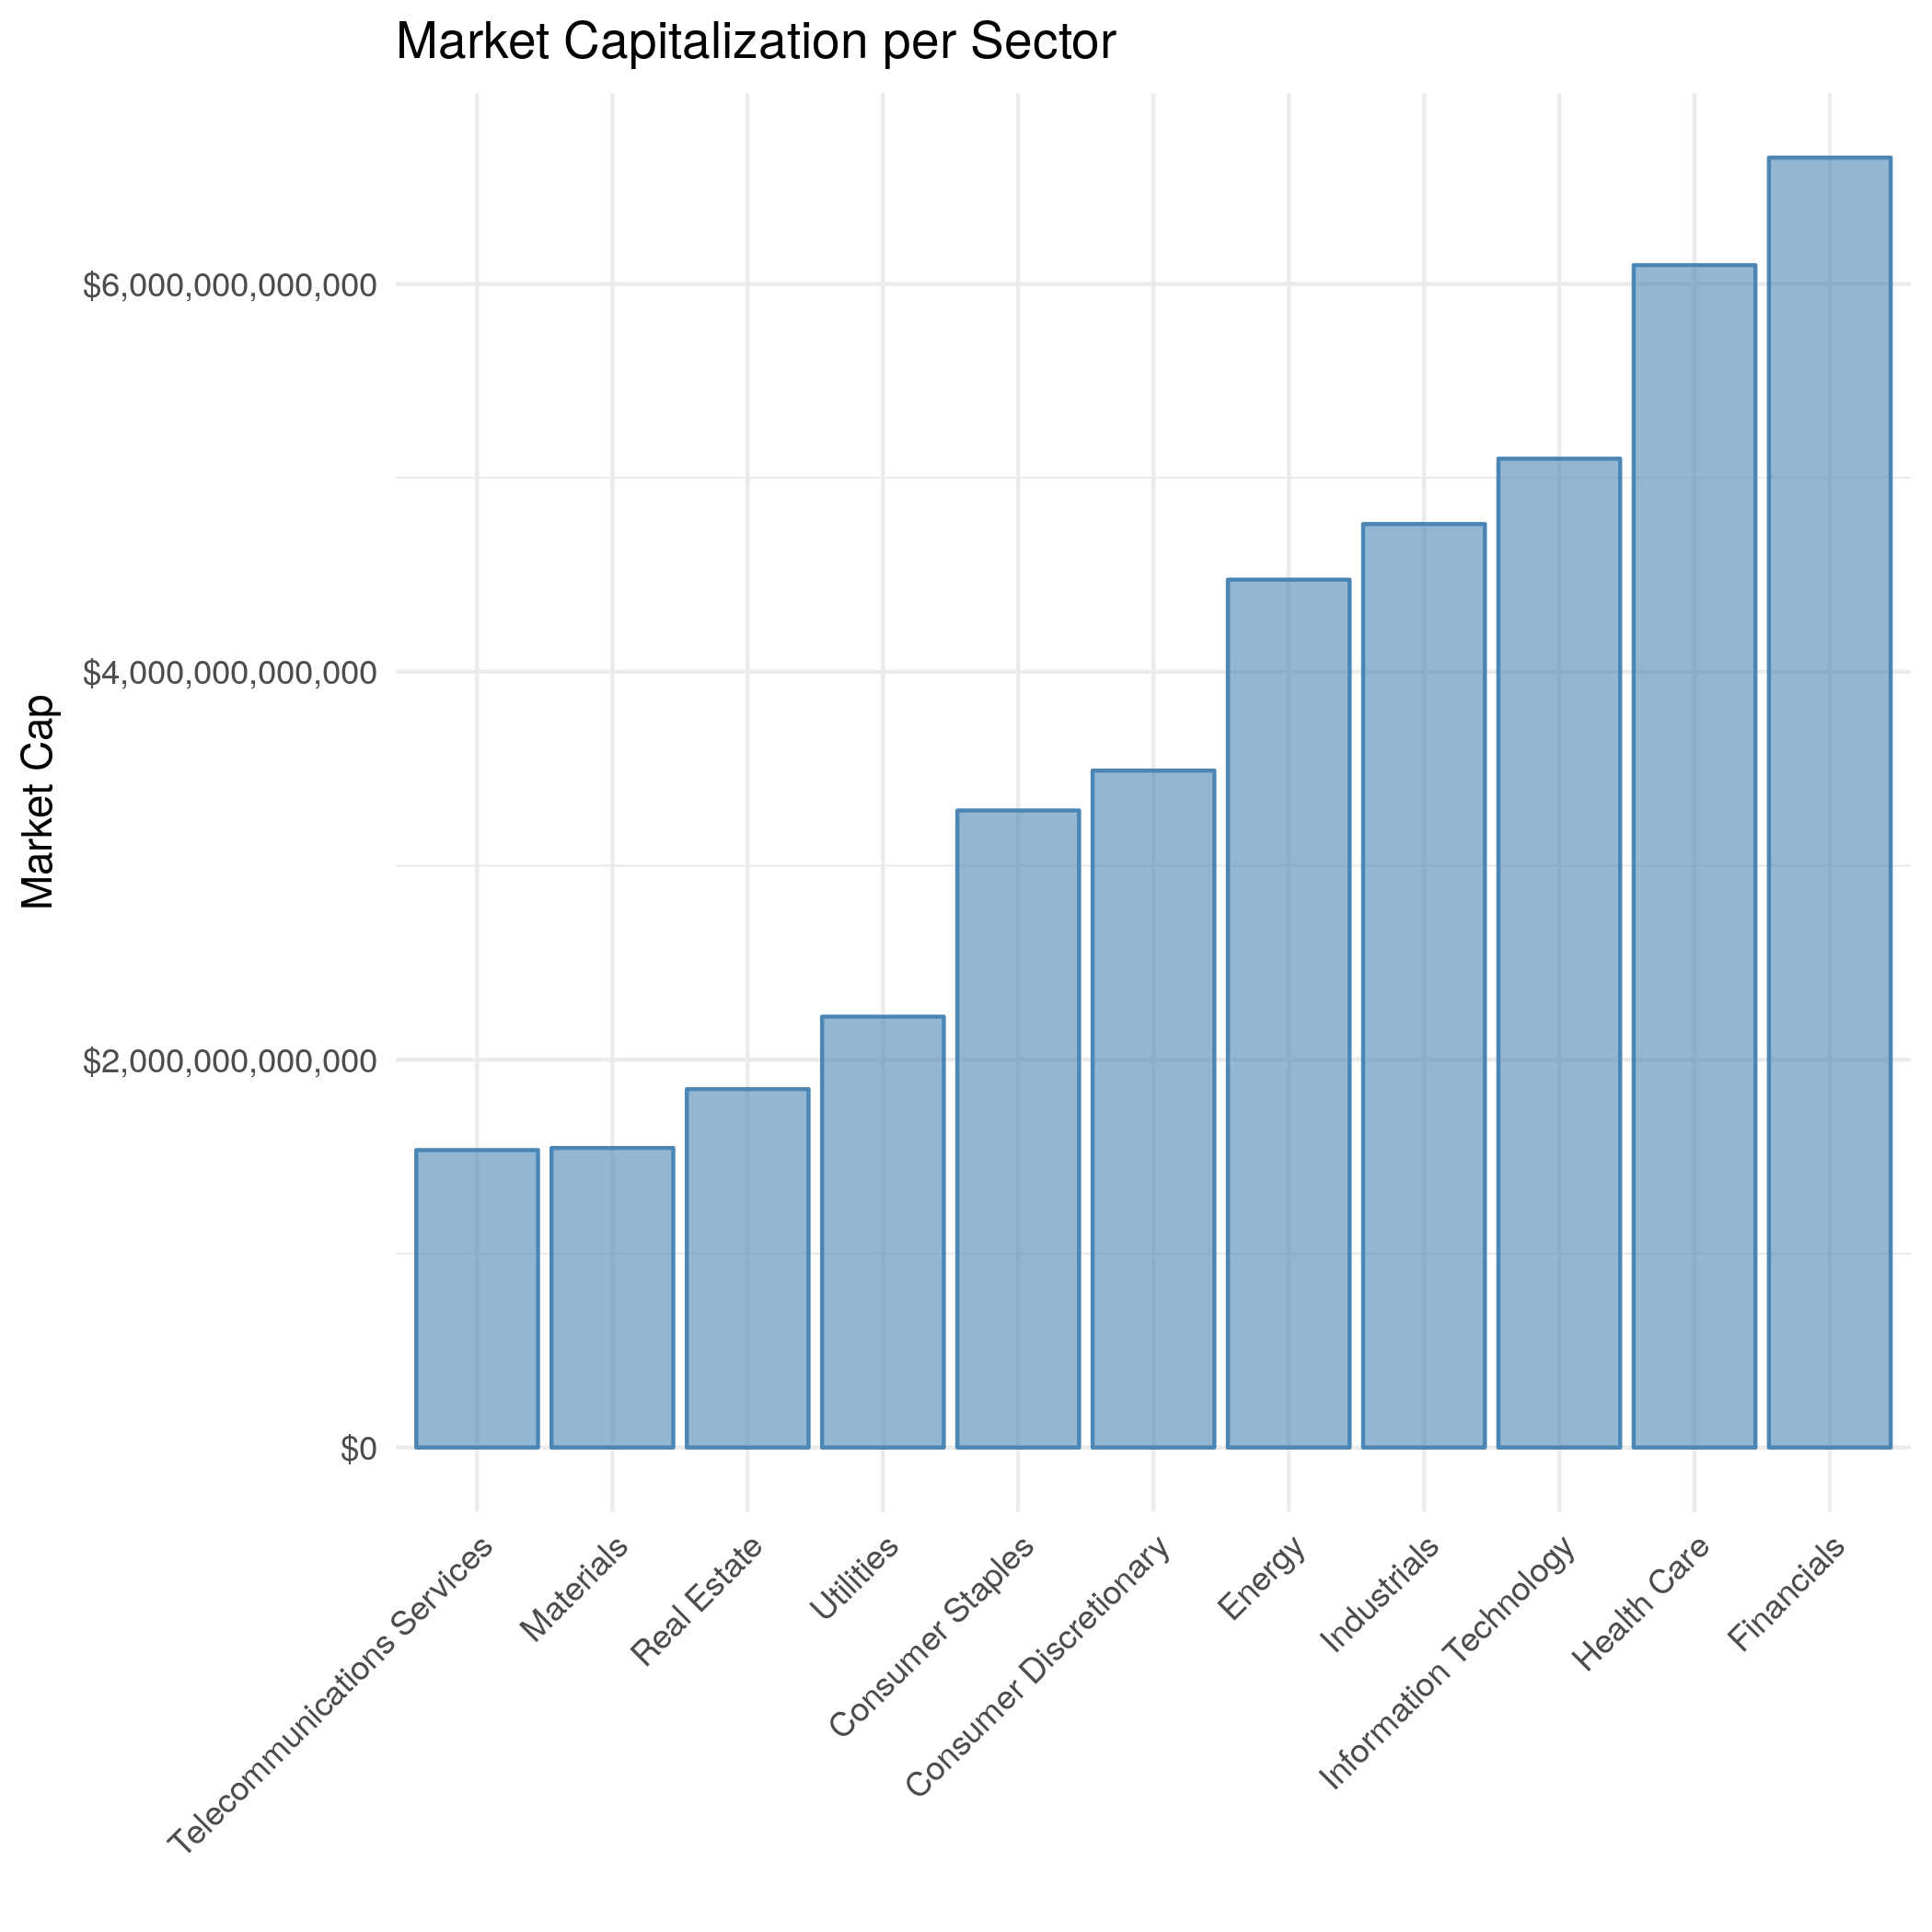 Market Capitalization per Sector
Market Cap
$6,000,000,000,000
$4,000,000,000,000
$2,000,000,000,000
$0
Telecommunications Services
Materials
Real Estate
Utilities
Consumer Staples
Consumer Discretionary
Energy
Industrials
Information Technology
Health Care
Financials